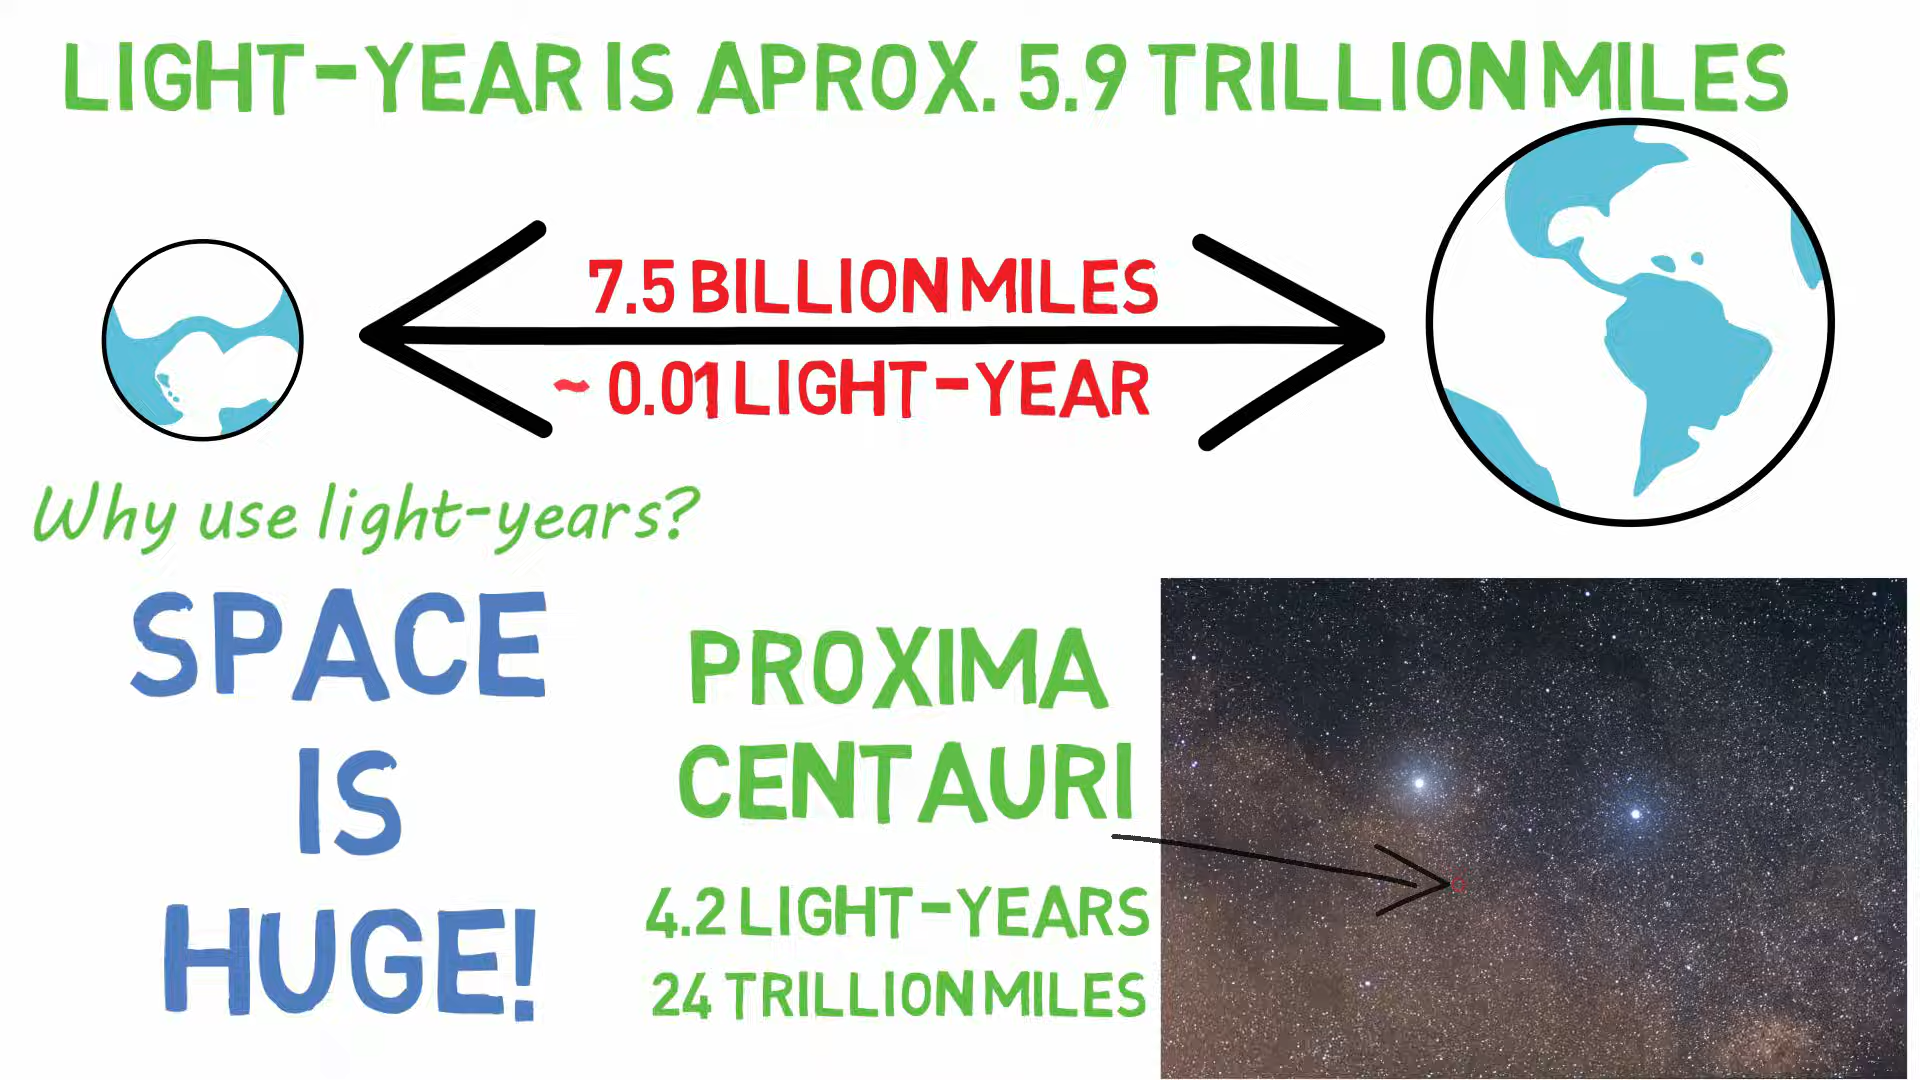 LIGHT-YEAR IS APROX. 5.9 TRILLION MILES
7.5 BILLION MILES
~ 0.01 LIGHT-YEAR
Why use light-years?
SPACE
IS
HUGE!
PROXIMA
CENTAURI
4.2 LIGHT-YEARS
24 TRILLION MILES